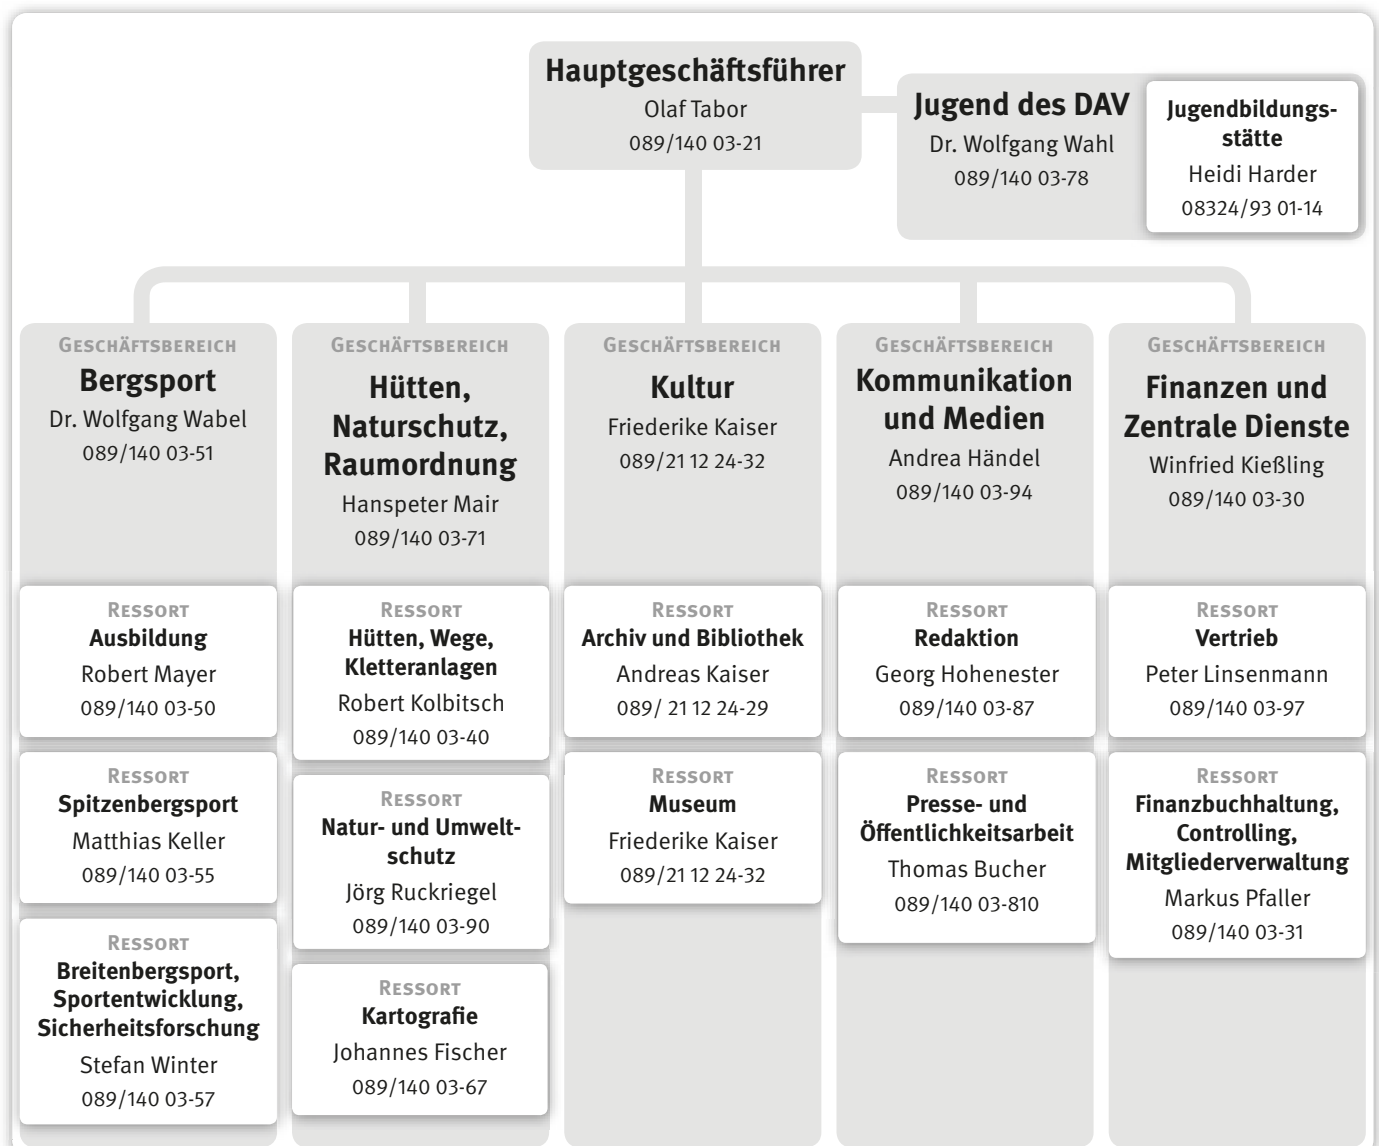 Hauptgeschäftsführer
Olaf Tabor
089/140 03-21
Jugend des DAV
Dr. Wolfgang Wahl
089/140 03-78
Jugendbildungs-
stätte
Heidi Harder
08324/93 01-14
Geschäftsbereich
Bergsport
Dr. Wolfgang Wabel
089/140 03-51
Ressort
Ausbildung
Robert Mayer
089/140 03-50
Ressort
Spitzenbergsport
Matthias Keller
089/140 03-55
Ressort
Breitenbergsport,
Sportentwicklung,
Sicherheitsforschung
Stefan Winter
089/140 03-57
Geschäftsbereich
Hütten,
Naturschutz,
Raumordnung
Hanspeter Mair
089/140 03-71
Ressort
Hütten, Wege,
Kletteranlagen
Robert Kolbitsch
089/140 03-40
Ressort
Natur- und Umwelt-
schutz
Jörg Ruckriegel
089/140 03-90
Ressort
Kartografie
Johannes Fischer
089/140 03-67
Geschäftsbereich
Kultur
Friederike Kaiser
089/21 12 24-32
Ressort
Archiv und Bibliothek
Andreas Kaiser
089/ 21 12 24-29
Ressort
Museum
Friederike Kaiser
089/21 12 24-32
Geschäftsbereich
Kommunikation
und Medien
Andrea Händel
089/140 03-94
Ressort
Redaktion
Georg Hohenester
089/140 03-87
Ressort
Presse- und
Öffentlichkeitsarbeit
Thomas Bucher
089/140 03-810
Geschäftsbereich
Finanzen und
Zentrale Dienste
Winfried Kießling
089/140 03-30
Ressort
Vertrieb
Peter Linsenmann
089/140 03-97
Ressort
Finanzbuchhaltung,
Controlling,
Mitgliederverwaltung
Markus Pfaller
089/140 03-31